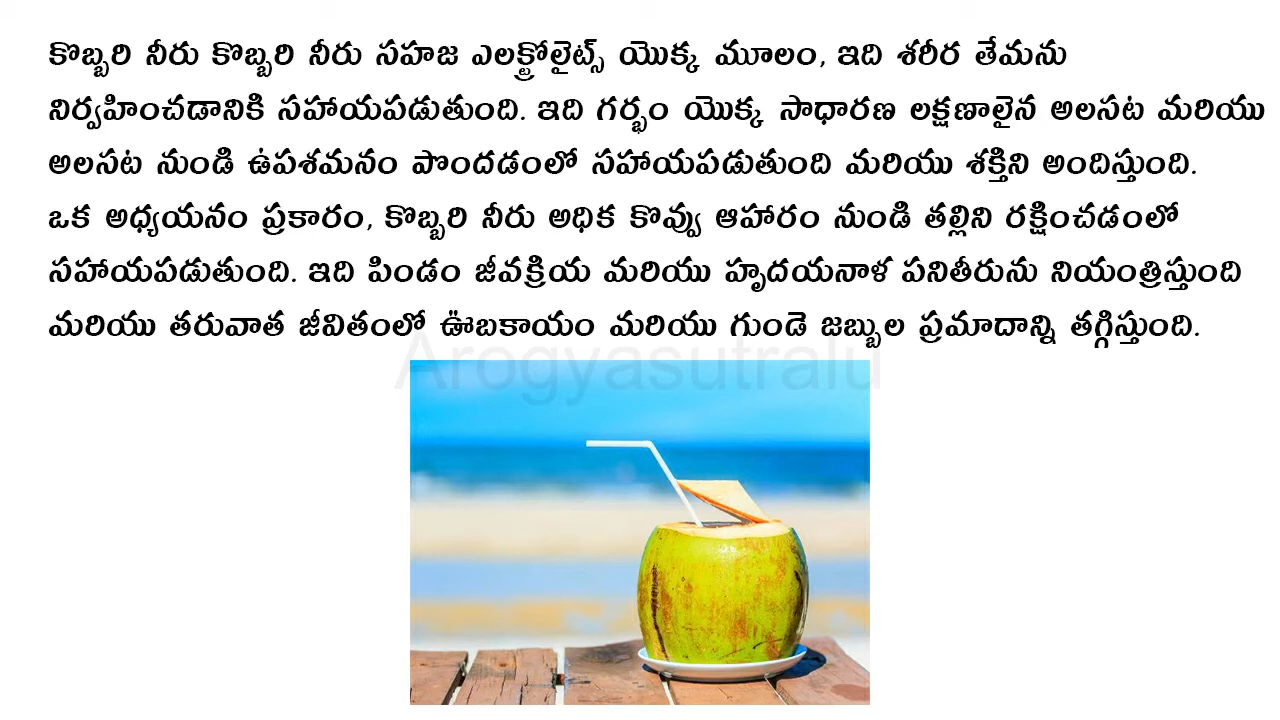 కొబ్బరి నీరు కొబ్బరి నీరు సహజ ఎలక్ట్రోలైట్స్ యొక్క మూలం, ఇది శరీర తేమను
నిర్వహించడానికి సహాయపడుతుంది. ఇది గర్భం యొక్క సాధారణ లక్షణాలైన అలసట మరియు
అలసట నుండి ఉపశమనం పొందడంలో సహాయపడుతుంది మరియు శక్తిని అందిస్తుంది.
ఒక అధ్యయనం ప్రకారం, కొబ్బరి నీరు అధిక కొవ్వు ఆహారం నుండి తల్లిని రక్షించడంలో
సహాయపడుతుంది. ఇది పిండం జీవక్రియ మరియు హృదయనాళ పనితీరును నియంత్రిస్తుంది
మరియు తరువాత జీవితంలో ఊబకాయం మరియు గుండె జబ్బుల ప్రమాదాన్ని తగ్గిస్తుంది.
Arogyasutralu